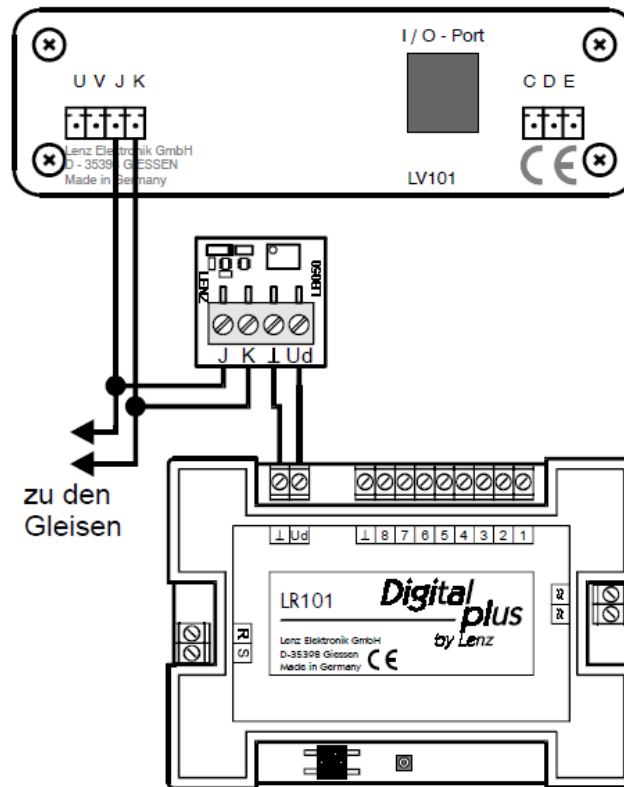 I / O - Port
U V J K
C D E
Lenz Elektronik GmbH
D - 35398 GIESSEN
Made in Germany
LV101
CE
LENZ
LB050
J K ⊥ Ud
zu den
Gleisen
⊥ Ud
⊥ 8 7 6 5 4 3 2 1
LR101
Digital
plus
by Lenz
Lenz Elektronik GmbH
D-35398 Giessen
Made in Germany CE
R
S
≈
≈